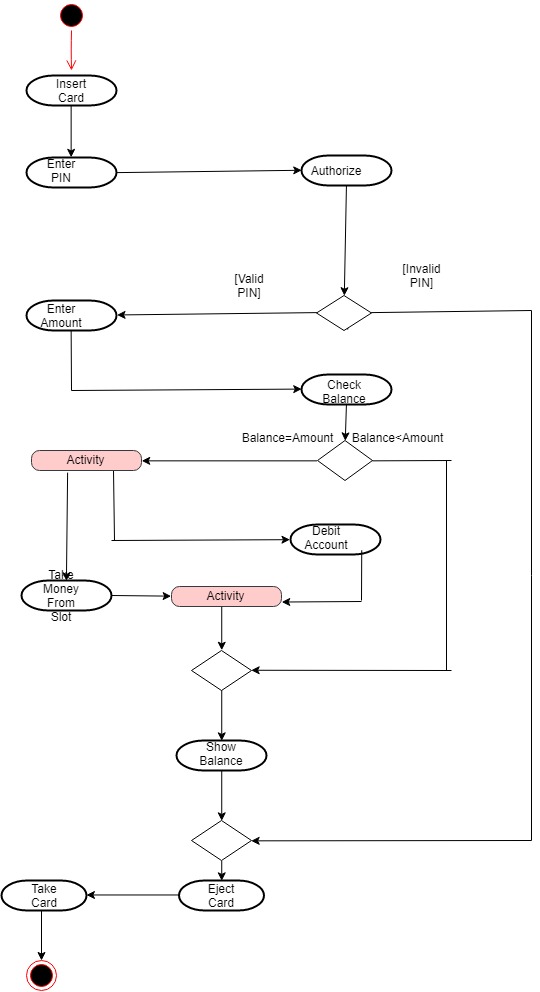 Insert
Card
Enter
PIN
Authorize
[Valid
PIN]
[Invalid
PIN]
Enter
Amount
Check
Balance
Balance=Amount
Balance<Amount
Activity
Debit
Account
Take
Money
From
Slot
Activity
Show
Balance
Take
Card
Eject
Card